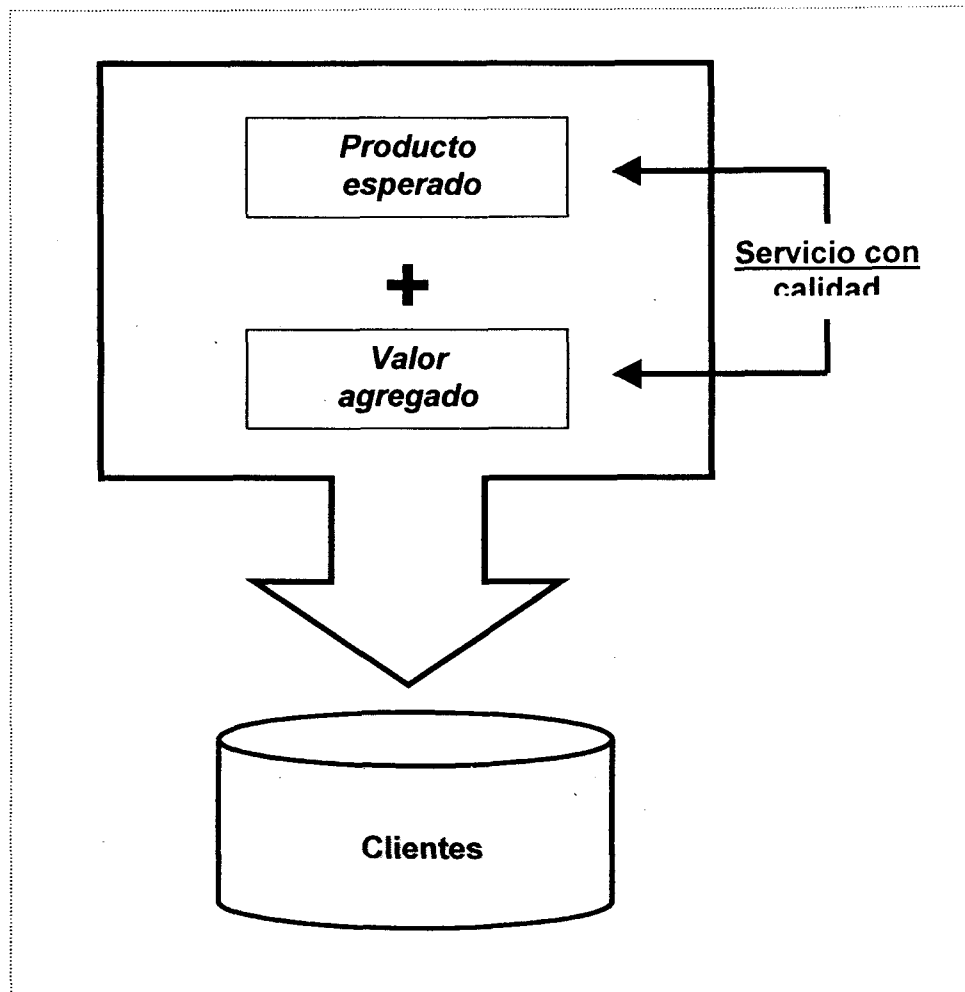 Producto
esperado
+
Servicio con
calidad
Valor
agregado
Clientes